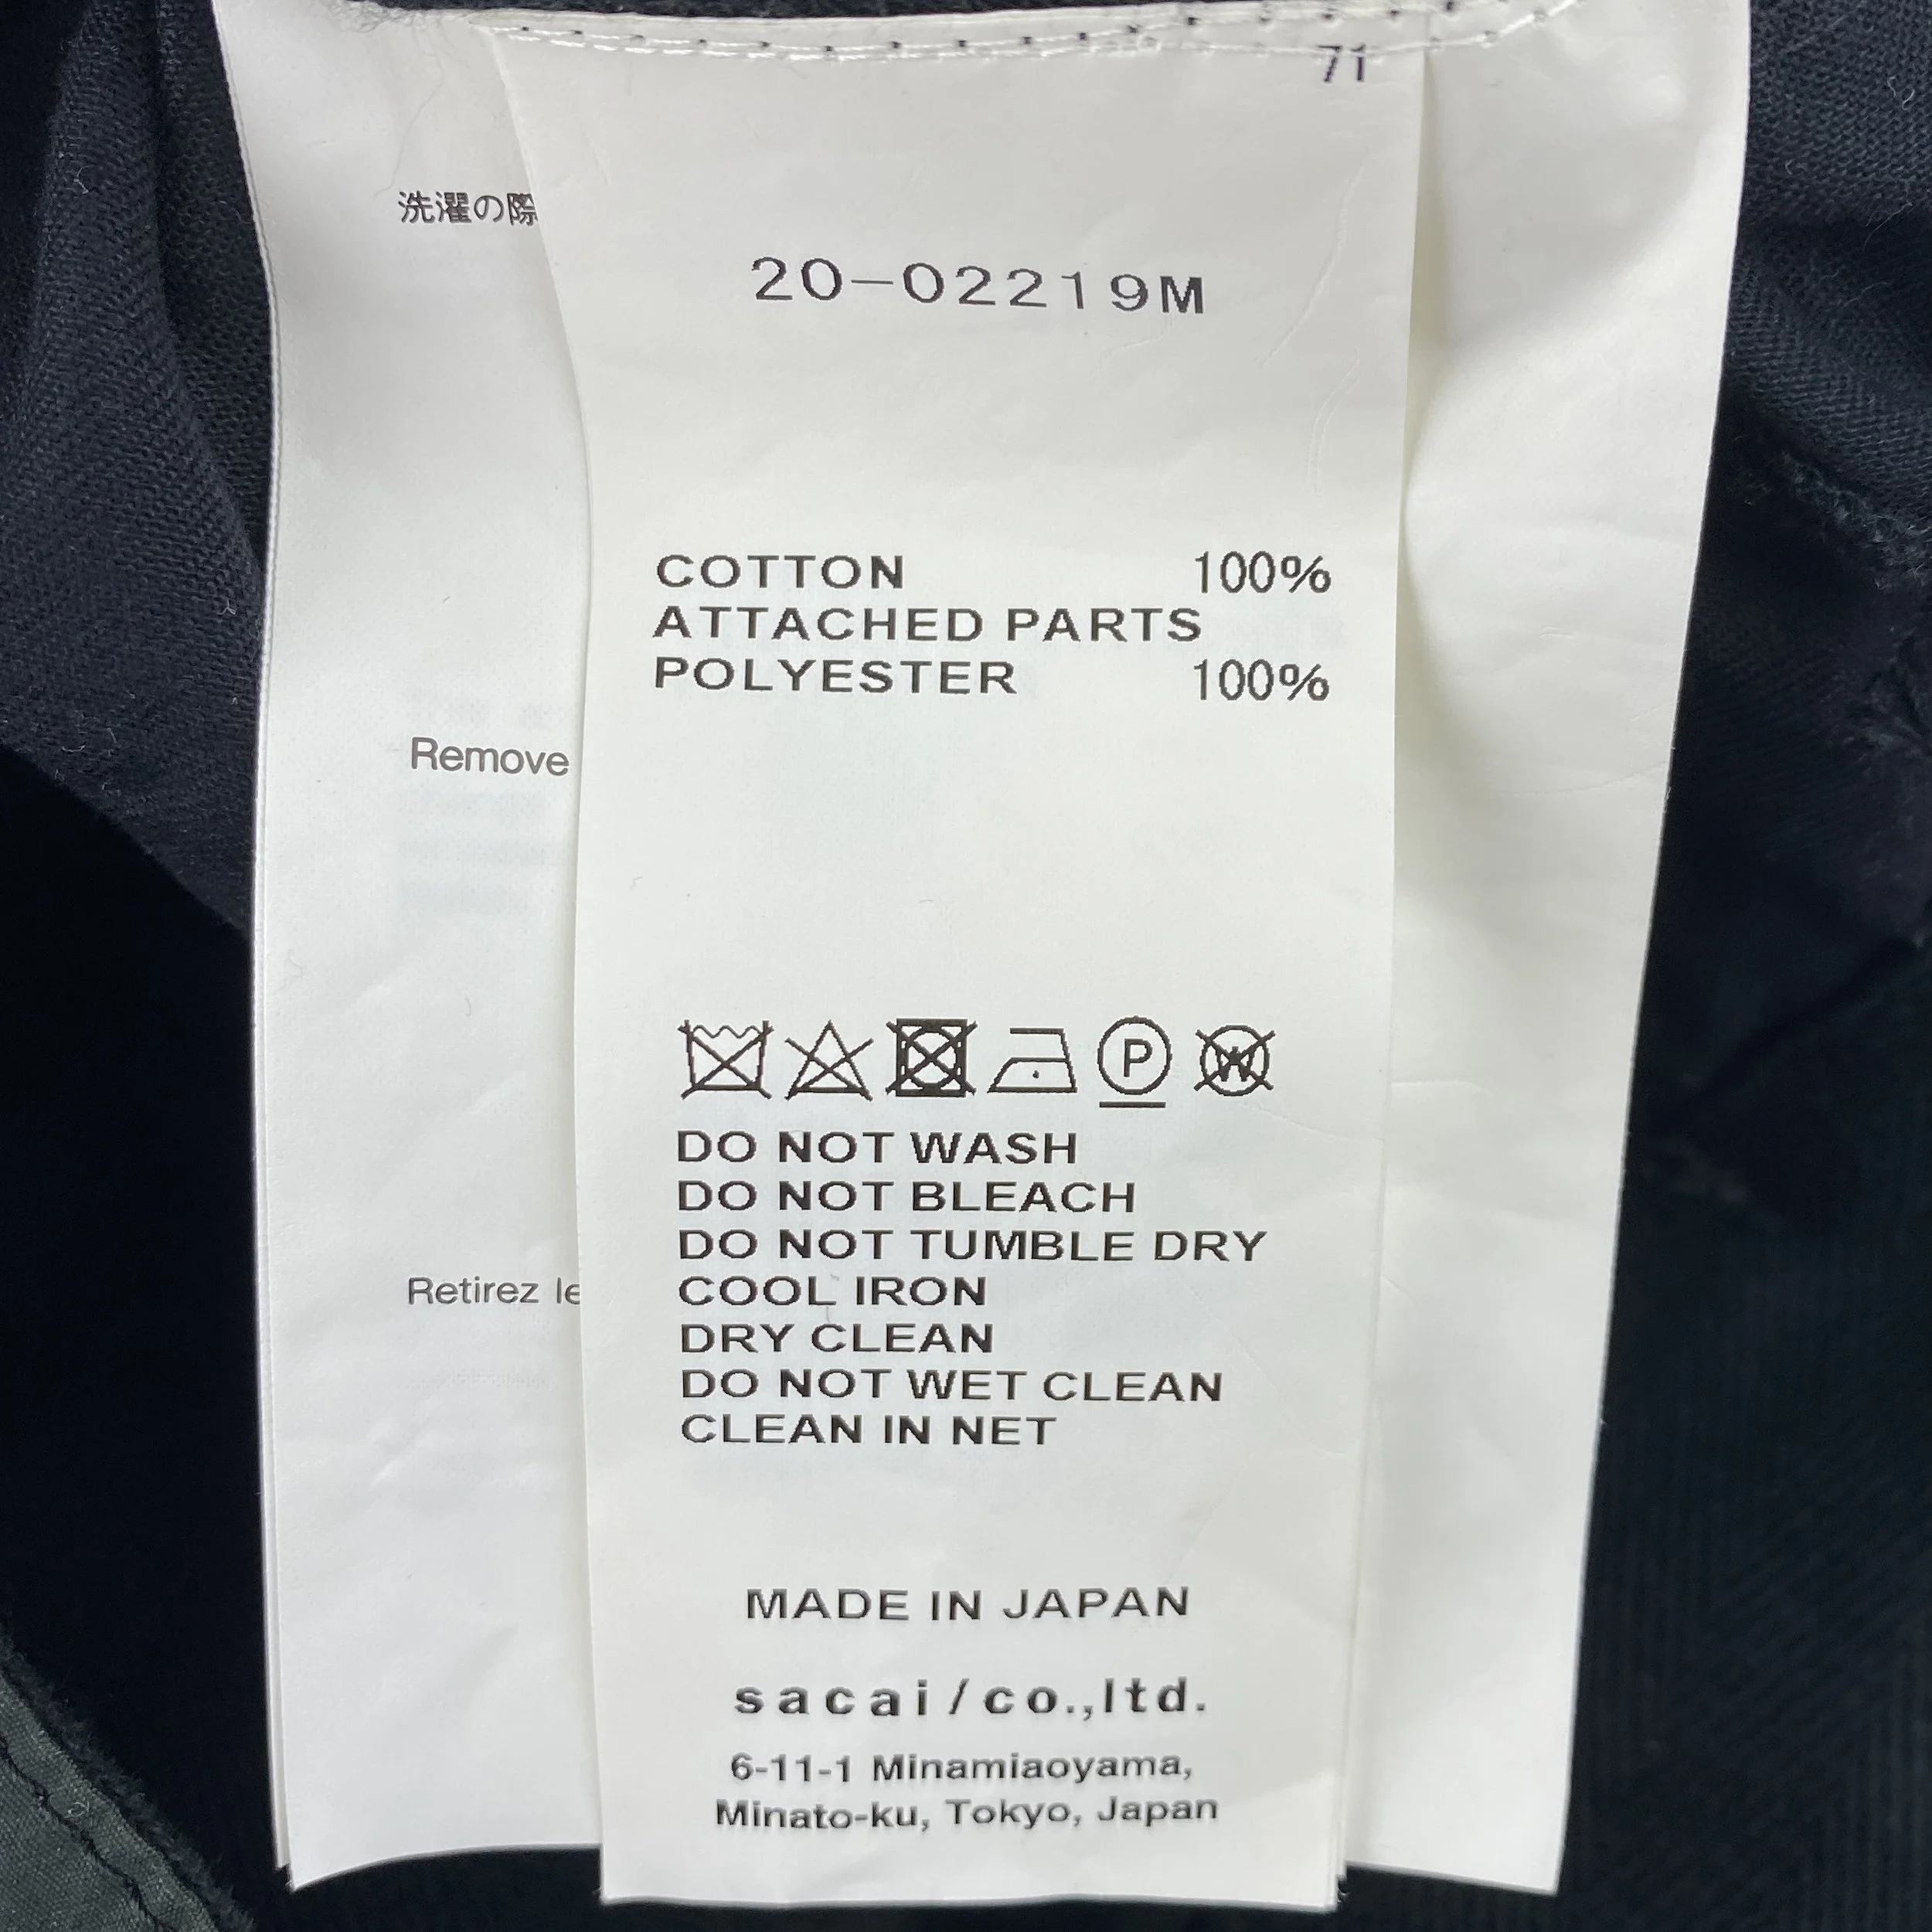 71
洗濯の際
20-02219M
COTTON 100%
ATTACHED PARTS
POLYESTER 100%
Remove
P
W
DO NOT WASH
DO NOT BLEACH
DO NOT TUMBLE DRY
COOL IRON
DRY CLEAN
DO NOT WET CLEAN
CLEAN IN NET
Retirez le
MADE IN JAPAN
sacai/co.,ltd.
6-11-1 Minamiaoyama,
Minato-ku, Tokyo, Japan